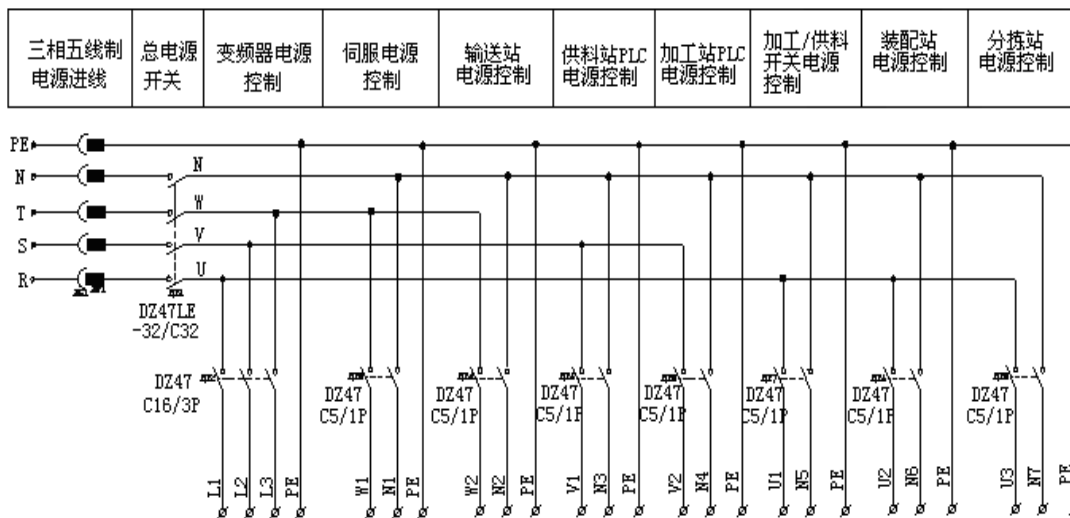 三相五线制
电源进线
总电源
开关
变频器电源
控制
伺服电源
控制
输送站
电源控制
供料站PLC
电源控制
加工站PLC
电源控制
加工/供料
开关电源
控制
装配站
电源控制
分拣站
电源控制
PE
N
N
T
W
S
V
R
U
DZ47LE
-32/C32
DZ47
C16/3P
DZ47
C5/1P
DZ47
C5/1P
DZ47
C5/1P
DZ47
C5/1P
DZ47
C5/1P
DZ47
C5/1P
DZ47
C5/1P
L1
L2
L3
PE
W1
N1
PE
W2
N2
PE
V1
N3
PE
V2
N4
PE
U1
N5
PE
U2
N6
PE
U3
N7
PE